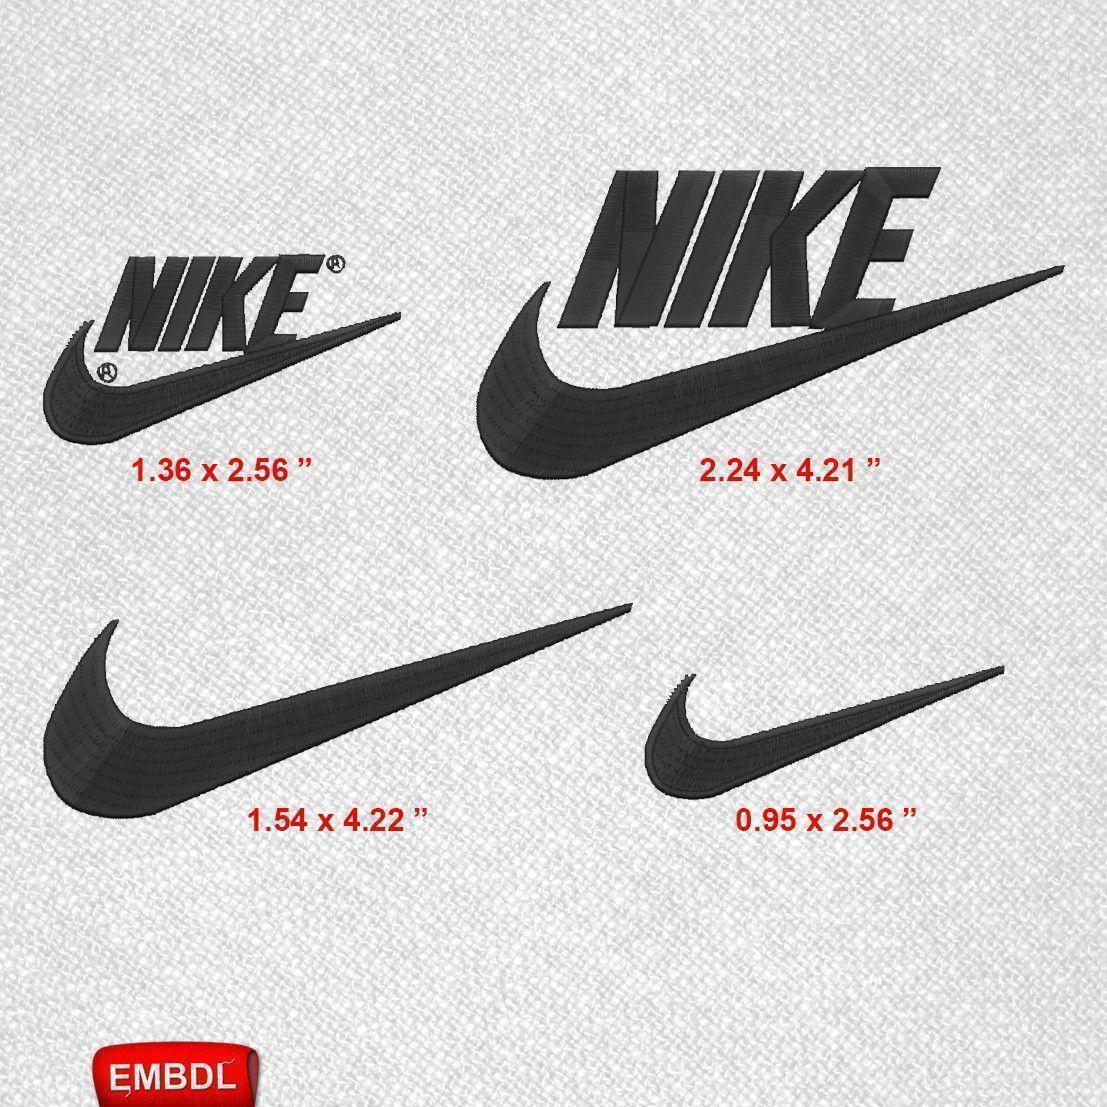 NIKE®
®
1.36 x 2.56 ”
NIKE
2.24 x 4.21 ”
1.54 x 4.22 ”
0.95 x 2.56 ”
EMBDL